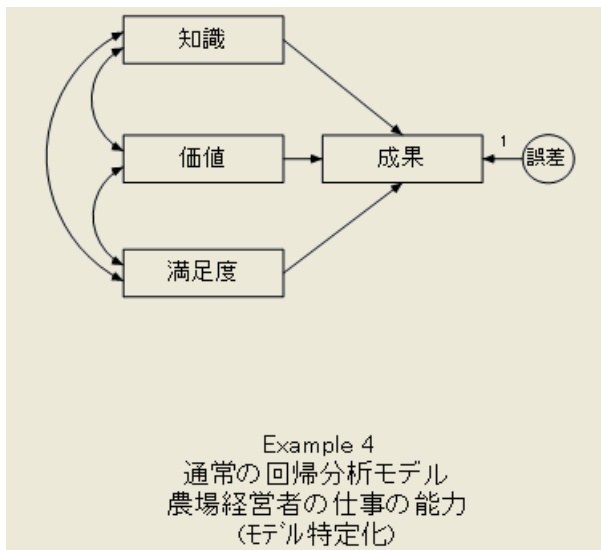 知識
価値
成果
1
誤差
満足度
Example 4
通常の回帰分析モデル
農場経営者の仕事の能力
(ﾓﾃﾞﾙ特定化)